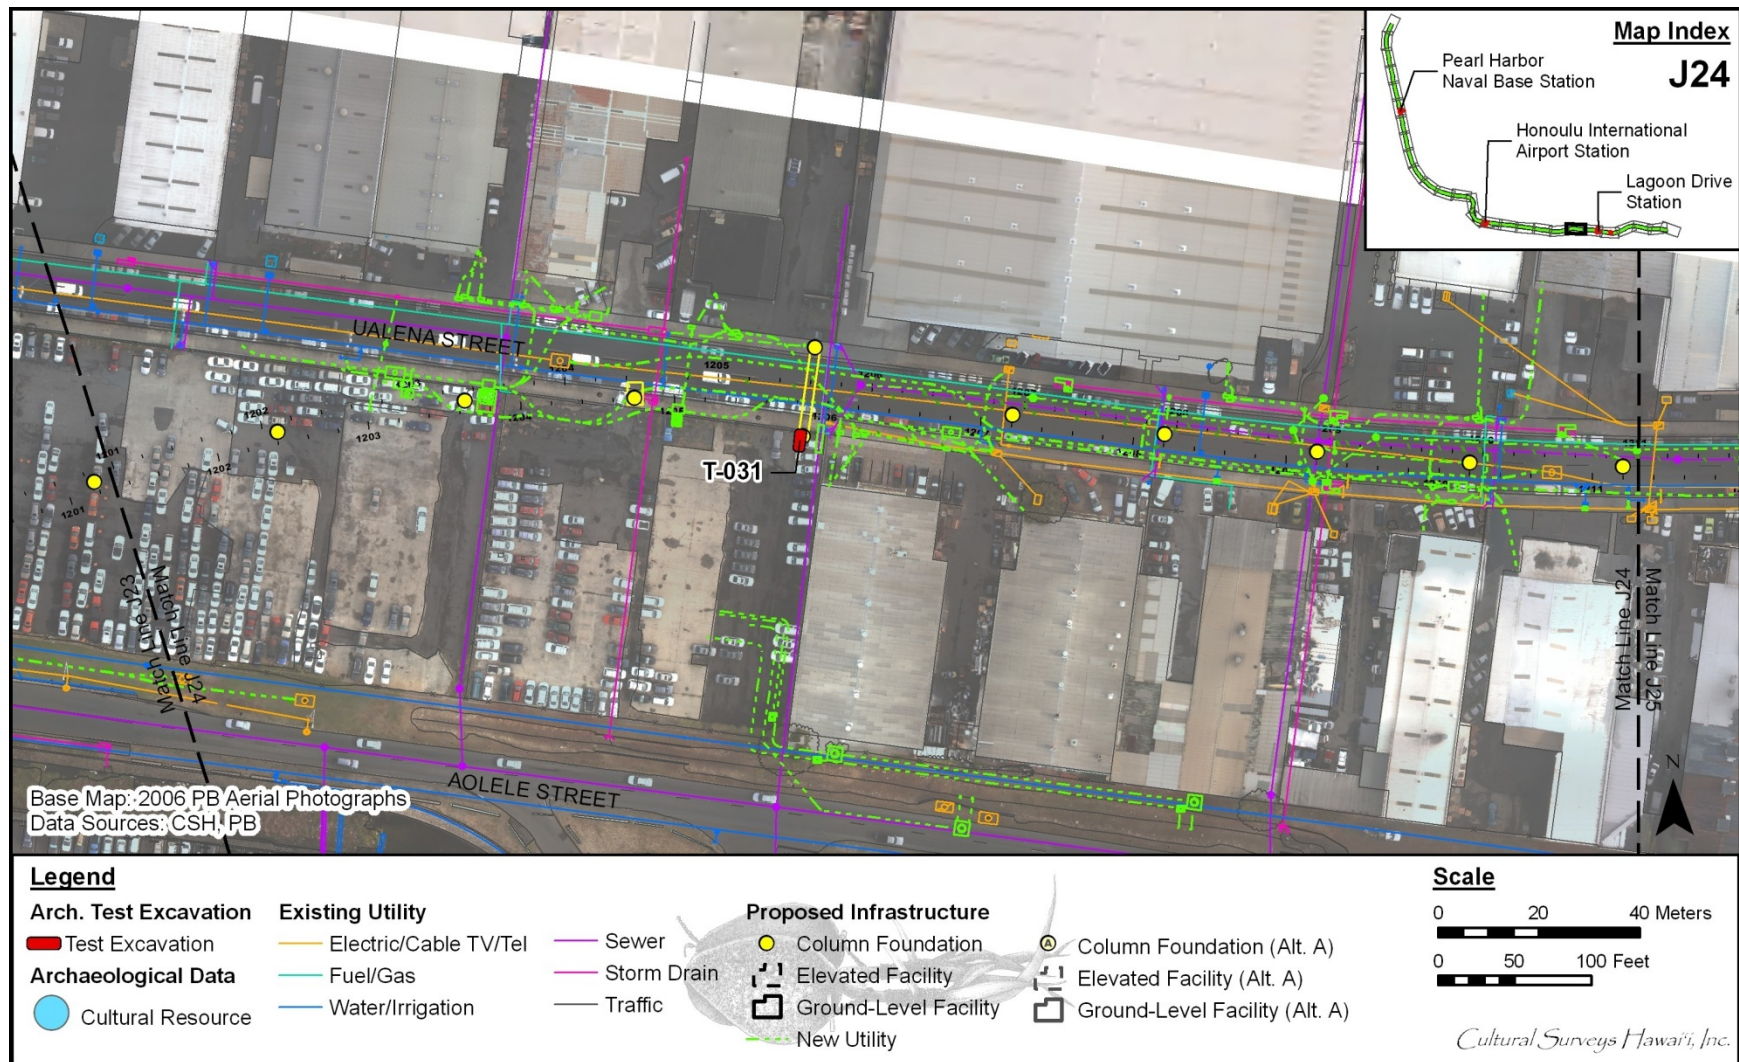 Map Index
J24
Pearl Harbor
Naval Base Station
Honoulu International
Airport Station
Lagoon Drive
Station
UALENA STREET
1205
1202
1203
1201
1202
1201
1211
T-031
Match Line J23
Match Line J24
Match Line J24
Match Line J25
AOLELE STREET
N
Base Map: 2006 PB Aerial Photographs
Data Sources: CSH, PB
Legend
Arch. Test Excavation
Test Excavation
Archaeological Data
Cultural Resource
Existing Utility
Electric/Cable TV/Tel
Fuel/Gas
Water/Irrigation
Sewer
Storm Drain
Traffic
Proposed Infrastructure
Column Foundation
Elevated Facility
Ground-Level Facility
New Utility
A Column Foundation (Alt. A)
Elevated Facility (Alt. A)
Ground-Level Facility (Alt. A)
Scale
0 20 40 Meters
0 50 100 Feet
Cultural Surveys Hawai‘i, Inc.